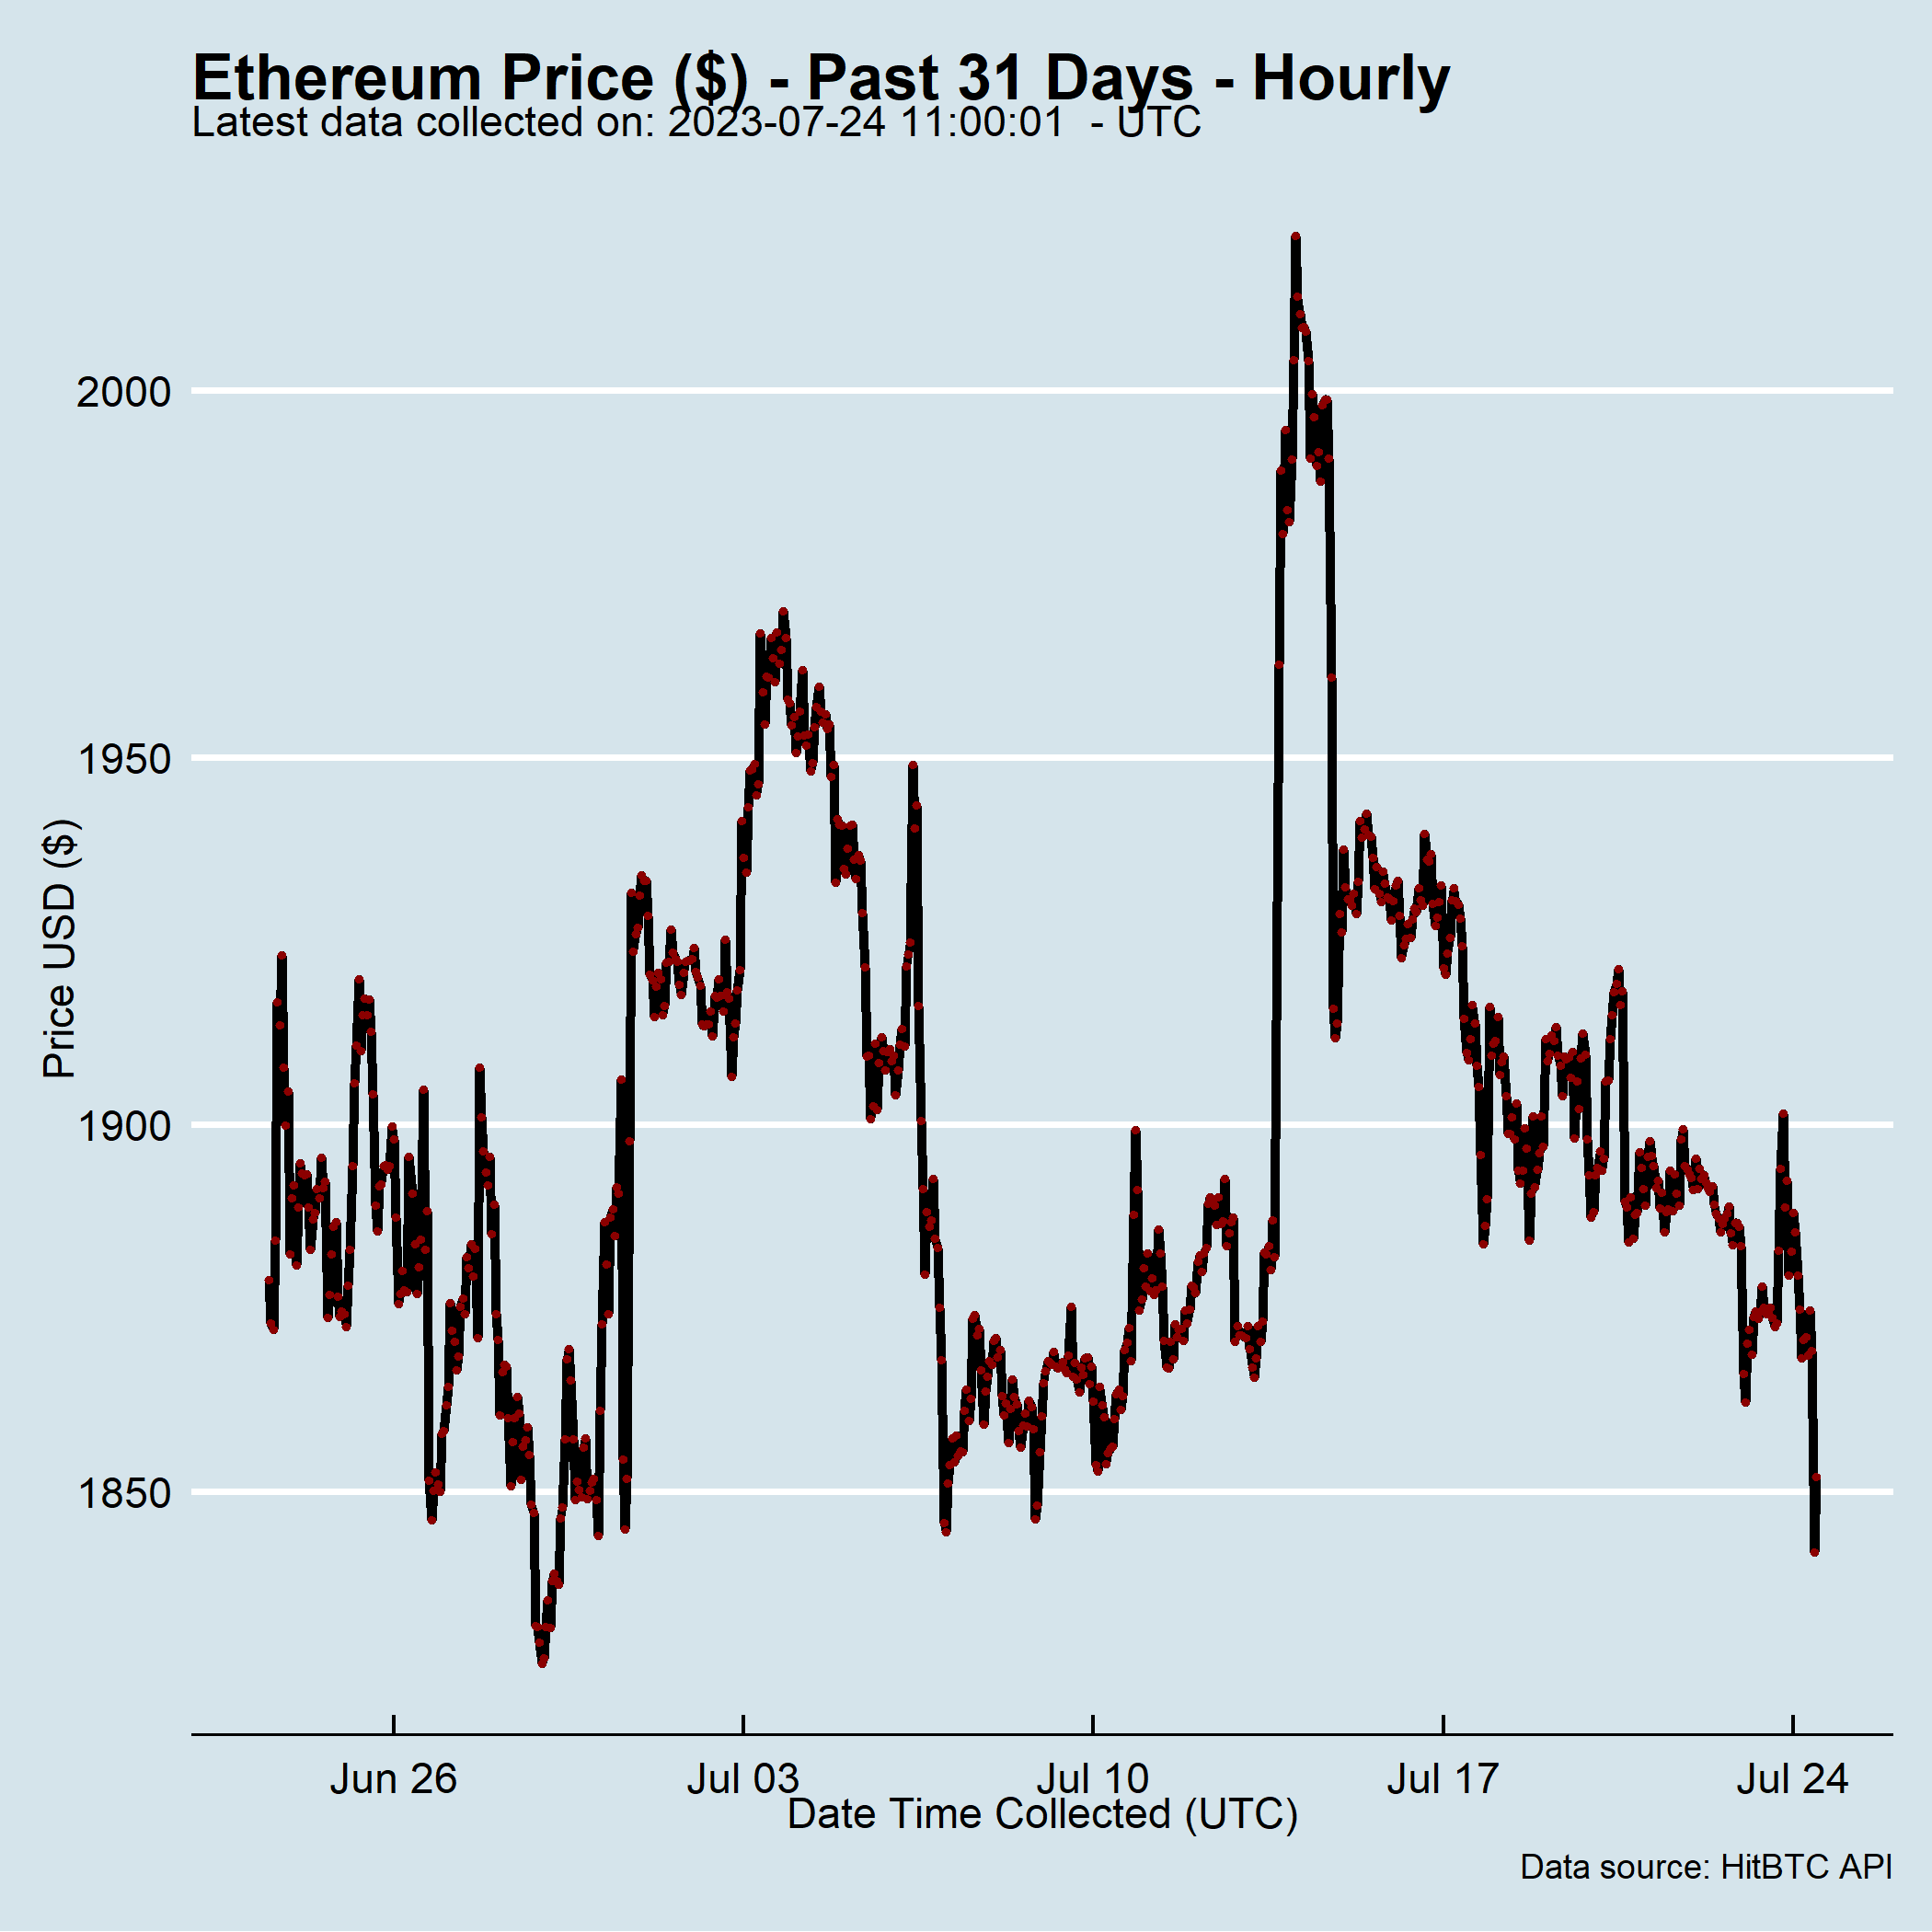 Ethereum Price ($) - Past 31 Days - Hourly
Latest data collected on: 2023-07-24 11:00:01  - UTC
Price USD ($)
2000
1950
1900
1850
Jun 26 Jul 03 Jul 10 Jul 17 Jul 24
Date Time Collected (UTC)
Data source: HitBTC API